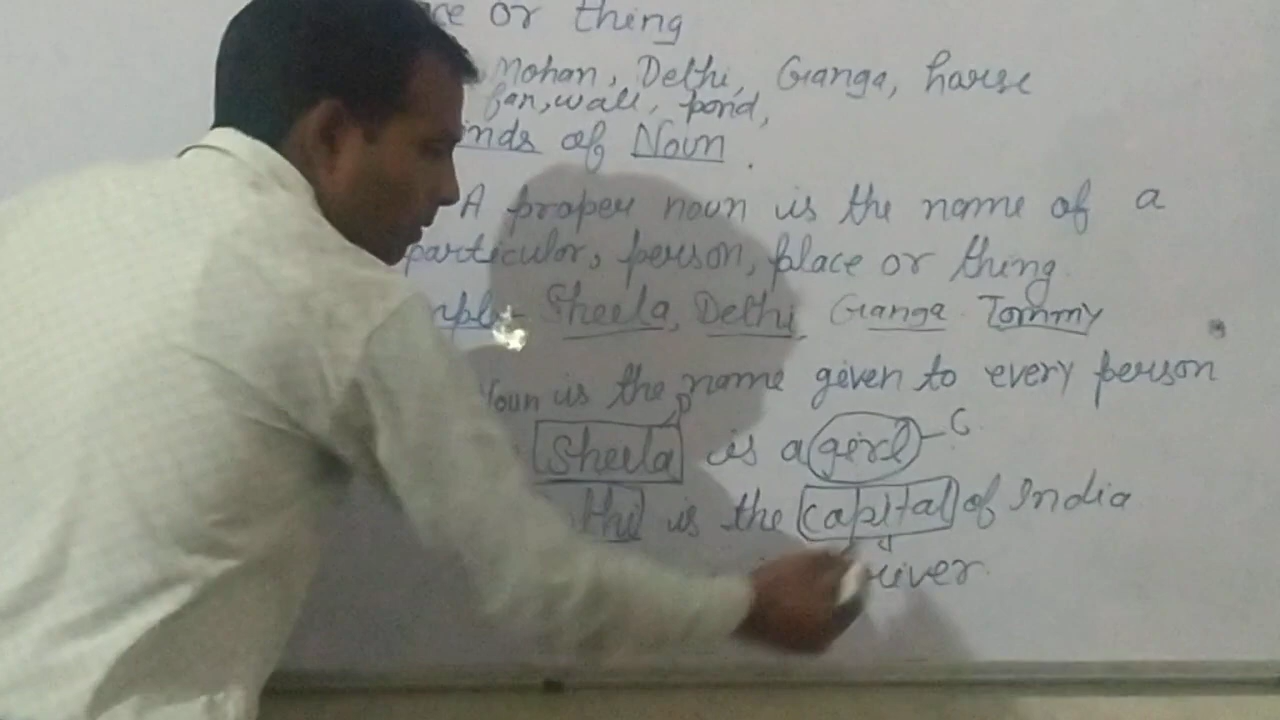 ce or thing
Mohan, Delhi, Ganga, house
fan, wall, pond,
inds of Noun.
A proper noun is the name of a
particular, person, place or thing
mple- Sheela, Delhi, Ganga Tommy
Noun is the name given to every person
P
Sheela is a girl - C
lhi is the capital of India
river.